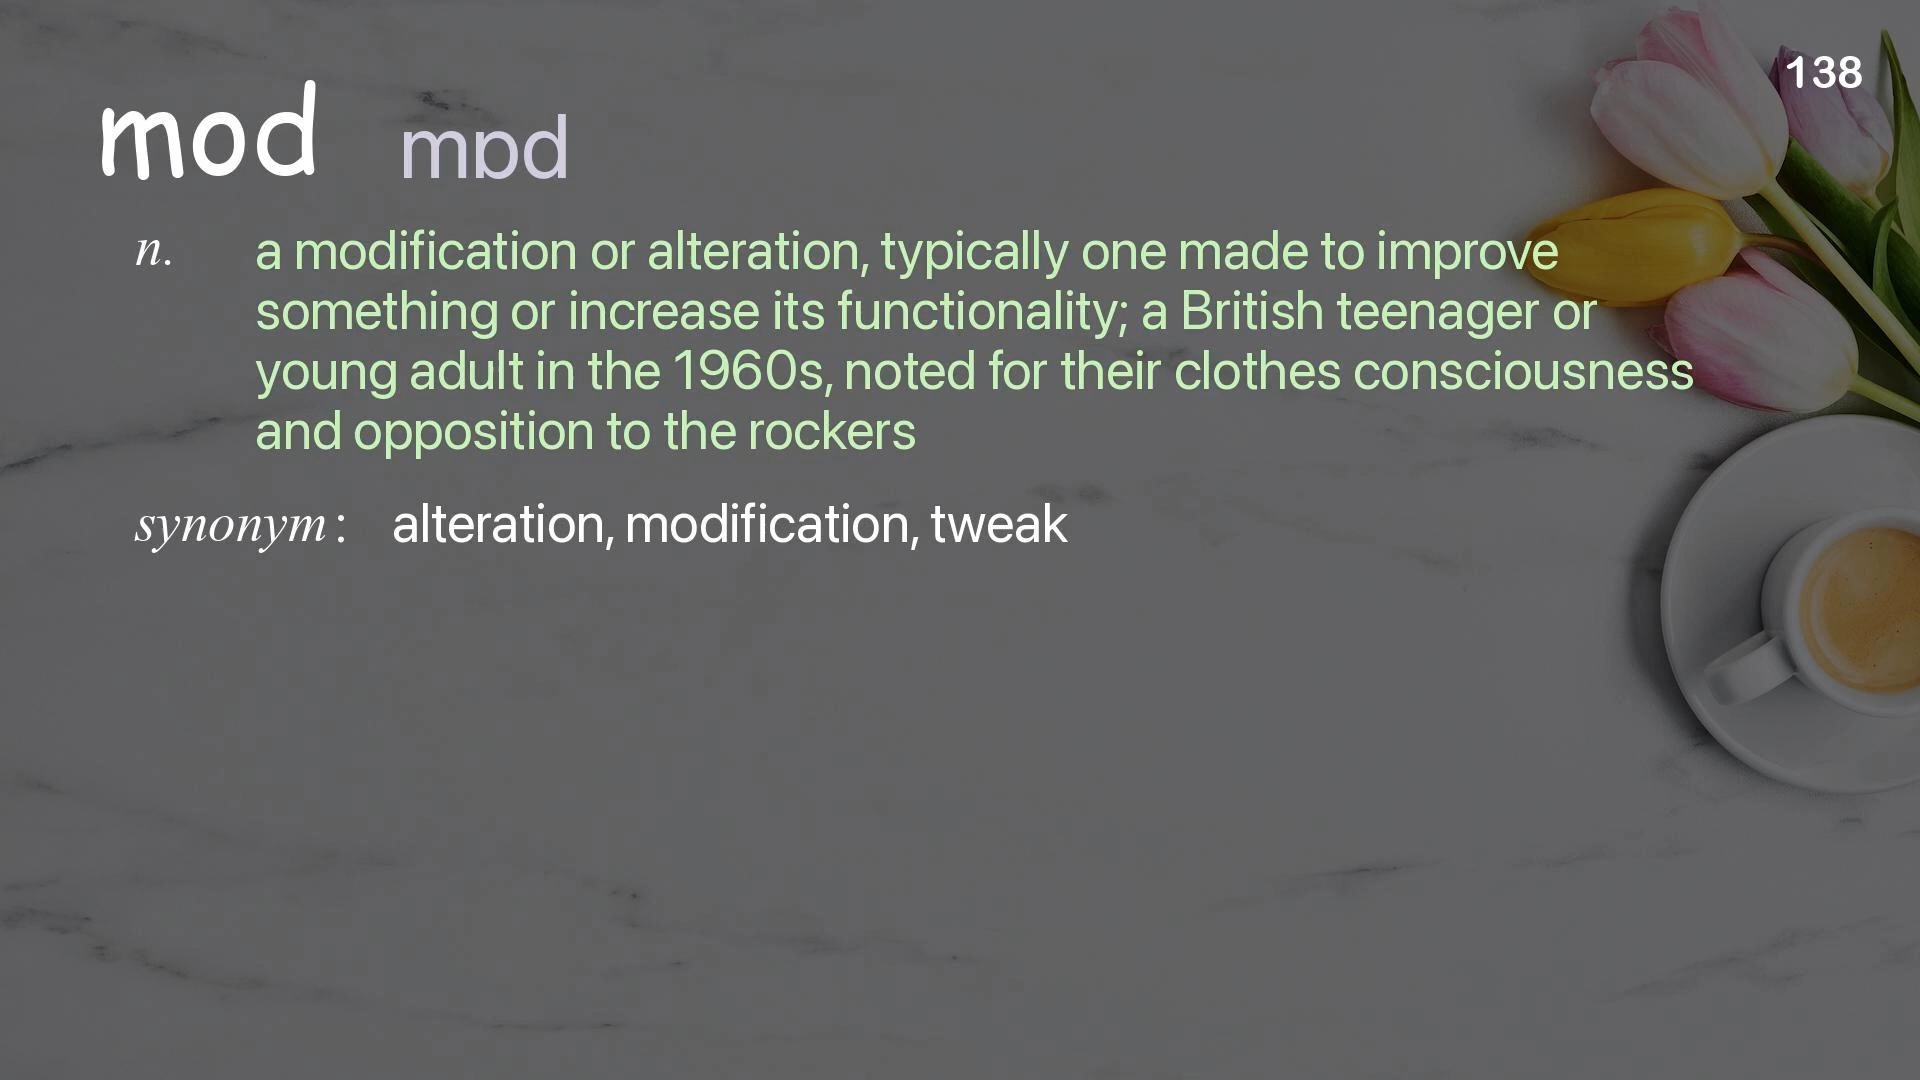 138
mod mɒd
n. a modification or alteration, typically one made to improve
something or increase its functionality; a British teenager or
young adult in the 1960s, noted for their clothes consciousness
and opposition to the rockers
synonym: alteration, modification, tweak